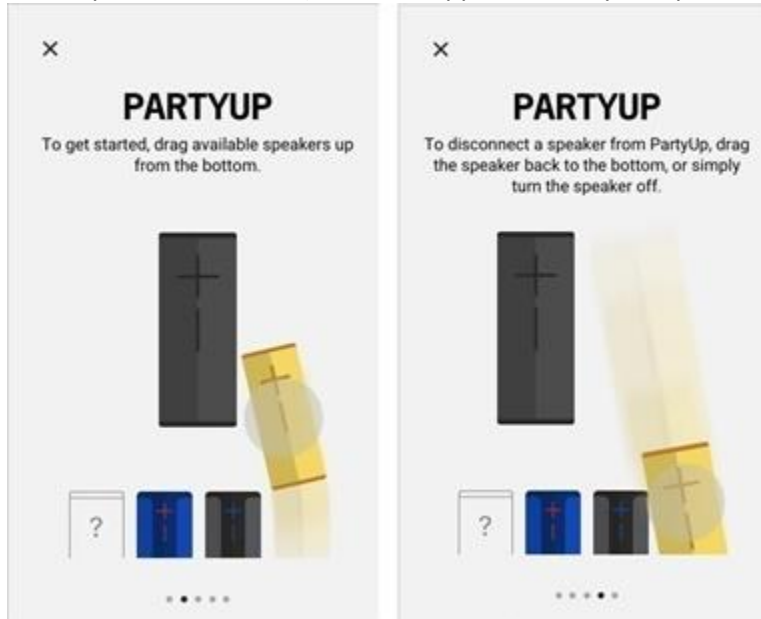 PARTYUP
To get started, drag available speakers up
from the bottom.
?
PARTYUP
To disconnect a speaker from PartyUp, drag
the speaker back to the bottom, or simply
turn the speaker off.
?